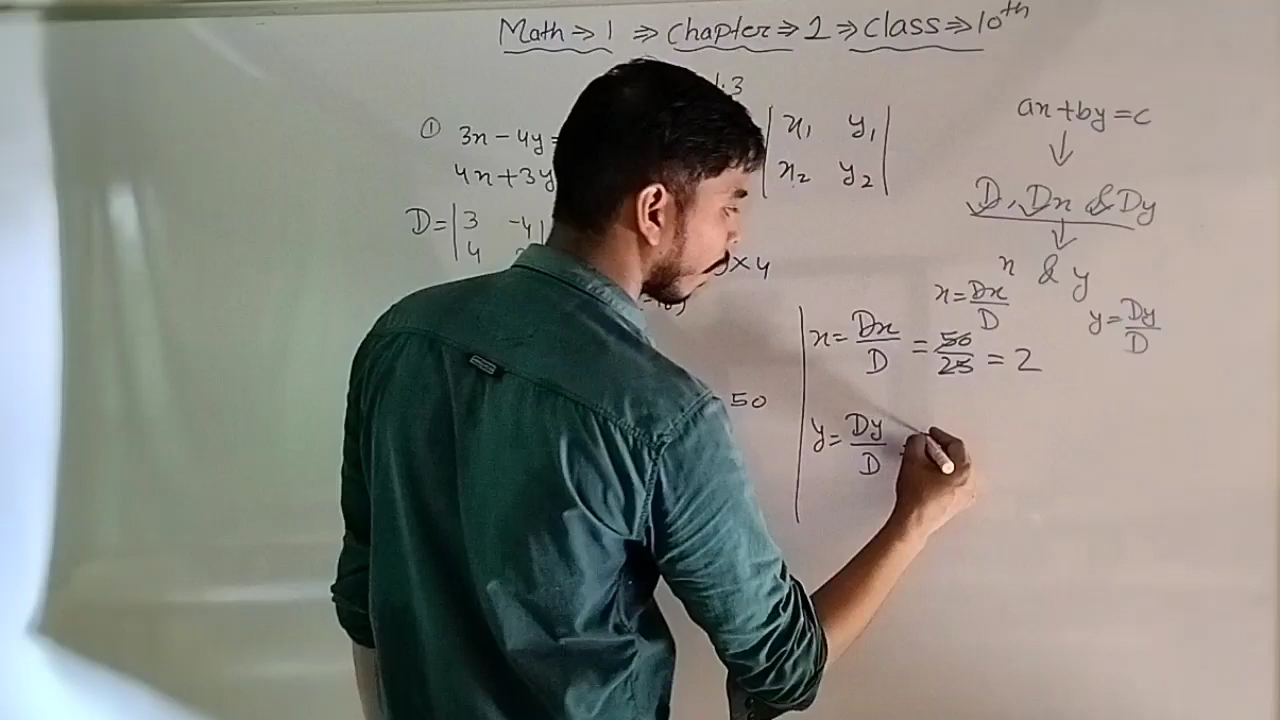 Math ⇒ 1 ⇒ Chapter ⇒ 1 ⇒ Class ⇒ 10th
.3
① 3x - 4y =
4x + 3y
| x₁ y₁ |
| x₂ y₂ |
D = | 3 -4 |
| 4
× 4
50
x = Dx/D = 50/25 = 2
y = Dy/D =
ax + by = c
↓
D, Dx & Dy
↓
x & y
x = Dx/D
y = Dy/D